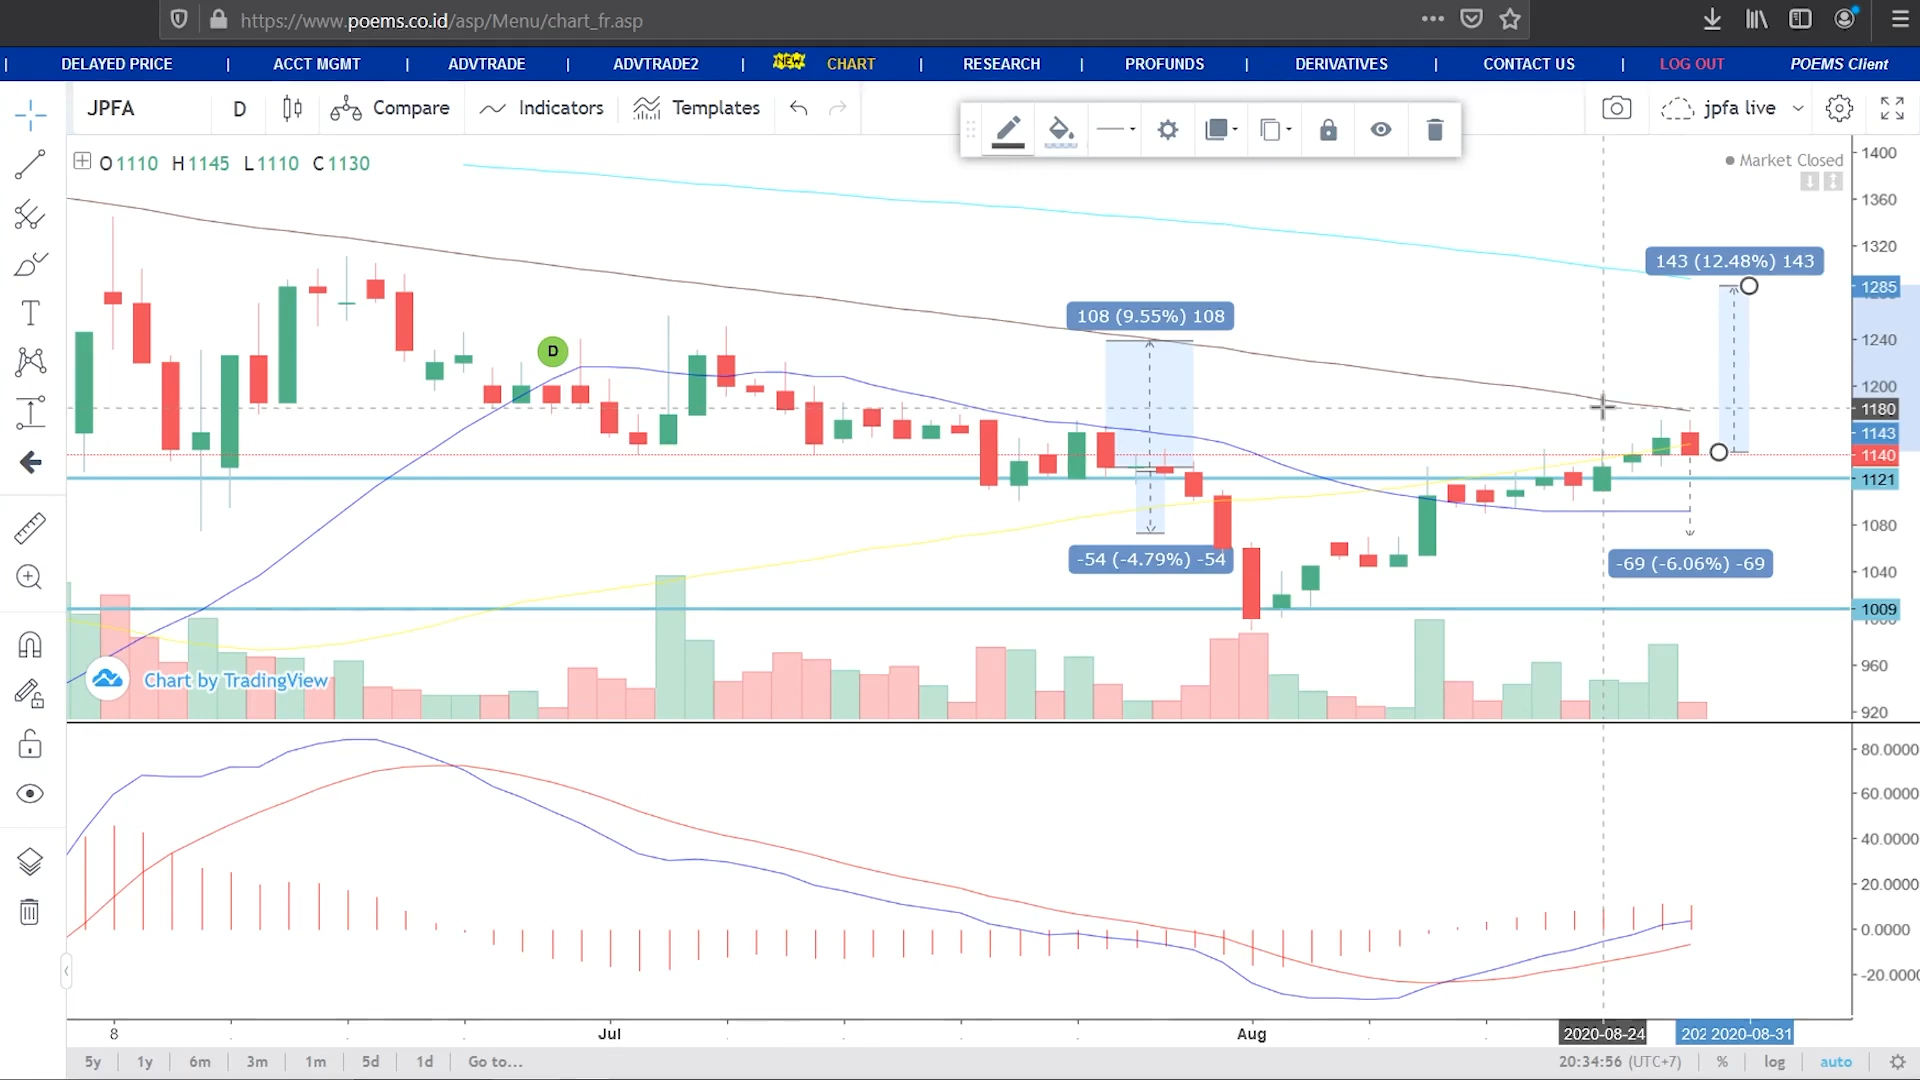 https://www.poems.co.id/asp/Menu/chart_fr.asp
| DELAYED PRICE | ACCT MGMT | ADVTRADE | ADVTRADE2 | NEW CHART | RESEARCH | PROFUNDS | DERIVATIVES | CONTACT US | LOG OUT POEMS Client
JPFA D Compare Indicators Templates jpfa live
O1110 H1145 L1110 C1130
Market Closed
1400
1360
1320
143 (12.48%) 143
1285
108 (9.55%) 108
1240
D
1200
1180
1143
1140
1121
1080
-54 (-4.79%) -54
-69 (-6.06%) -69
1040
1009
960
Chart by TradingView
920
80.0000
60.0000
40.0000
20.0000
0.0000
-20.0000
8 Jul Aug 2020-08-24 202 2020-08-31
5y 1y 6m 3m 1m 5d 1d Go to... 20:34:56 (UTC+7) % log auto